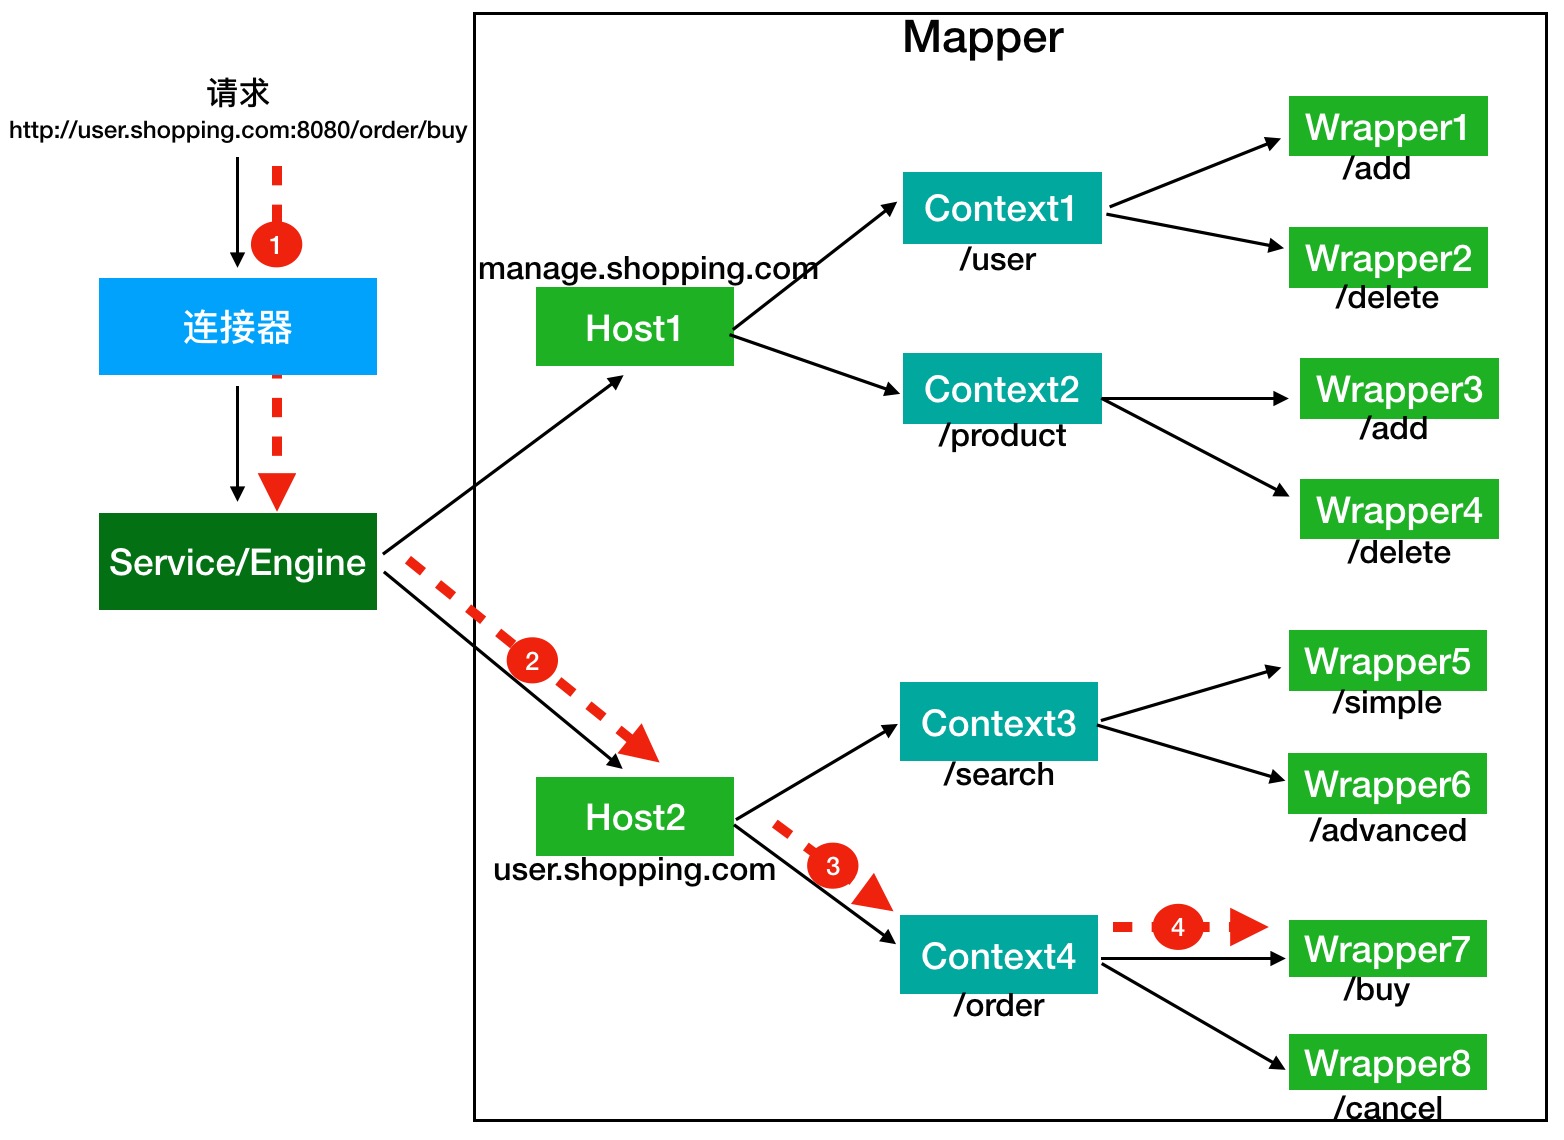 Mapper
请求
http://user.shopping.com:8080/order/buy
1
连接器
Service/Engine
2
manage.shopping.com
Host1
Host2
user.shopping.com
3
Context1
/user
Context2
/product
Context3
/search
Context4
/order
4
Wrapper1
/add
Wrapper2
/delete
Wrapper3
/add
Wrapper4
/delete
Wrapper5
/simple
Wrapper6
/advanced
Wrapper7
/buy
Wrapper8
/cancel